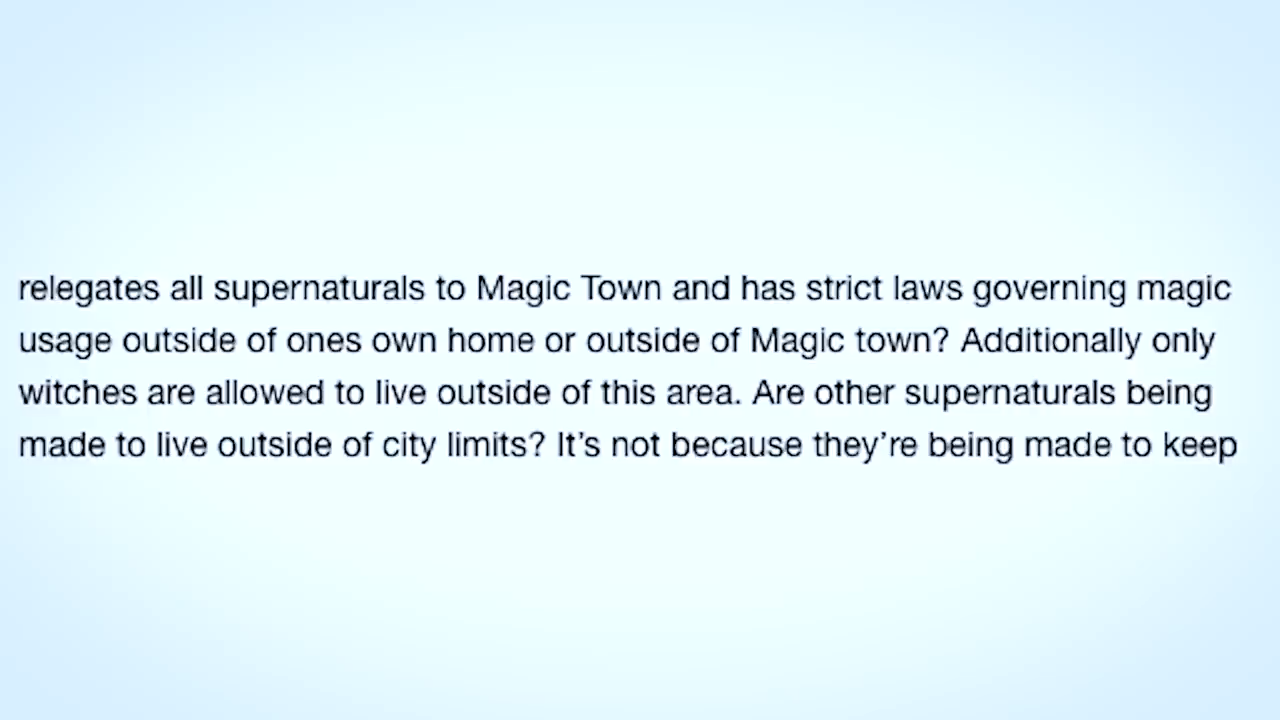 relegates all supernaturals to Magic Town and has strict laws governing magic
usage outside of ones own home or outside of Magic town? Additionally only
witches are allowed to live outside of this area. Are other supernaturals being
made to live outside of city limits? It’s not because they’re being made to keep